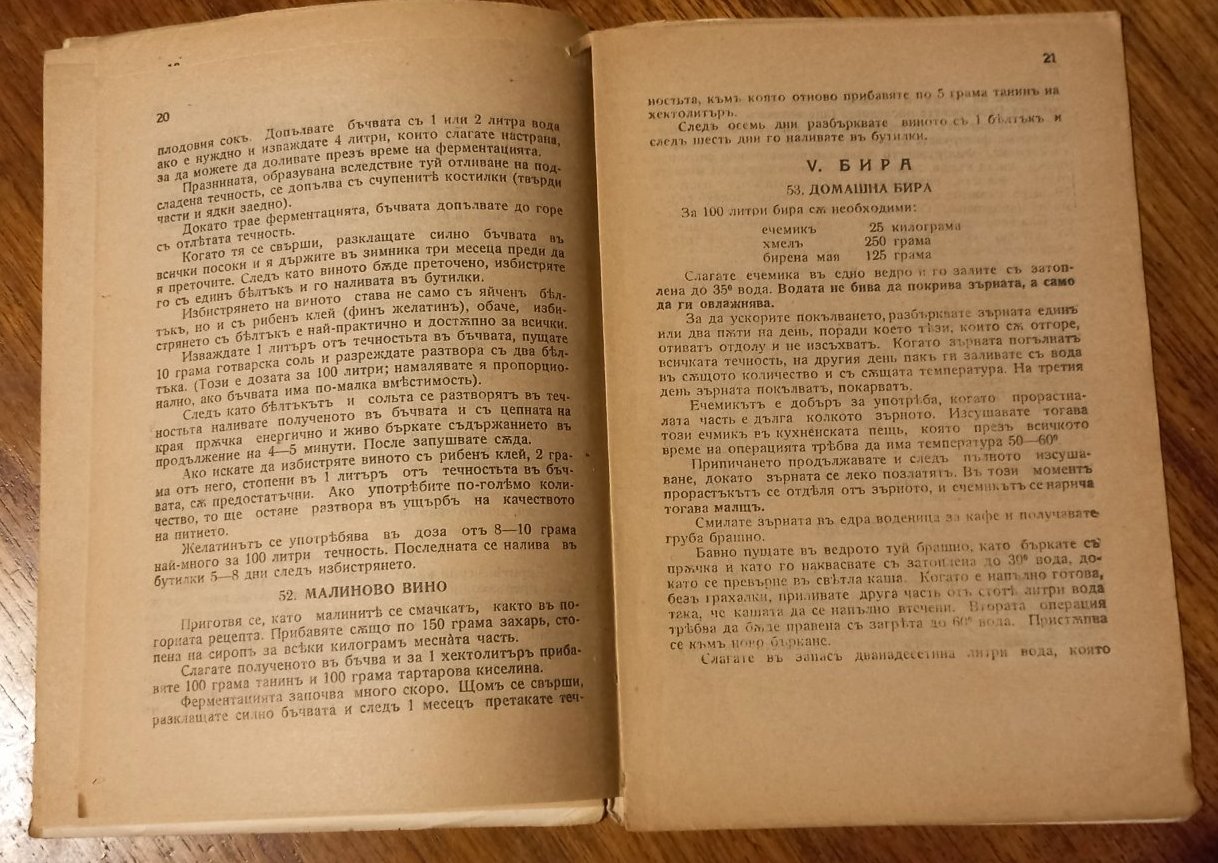 20
плодовия сокъ. Допълвате бъчвата съ 1 или 2 литра вода
ако е нуждно и изваждате 4 литри, които слагате настрана,
за да можете да доливате презъ време на ферментацията.
Празнината, образувана вследствие туй отливане на под-
сладена течность, се допълва съ счупенитѣ костилки (твърди
части и ядки заедно).
Докато трае ферментацията, бъчвата допълвате до горе
съ отлѣтата течность.
Когато тя се свърши, разклащате силно бъчвата въ
всички посоки и я държите въ зимника три месеца преди да
я преточите. Следъ като виното бѫде преточено, избистряте
го съ единъ бѣлтъкъ и го наливата въ бутилки.
Избистрянето на виното става не само съ яйченъ бѣл-
тъкъ, но и съ рибенъ клей (финъ желатинъ), обаче, изби-
стрянето съ бѣлтъкъ е най-практично и достѫпно за всички.
Изваждате 1 литъръ отъ течностьта въ бъчвата, пущате
10 грама готварска соль и разреждате разтвора съ два бѣл-
тъка. (Този е дозата за 100 литри; намалявате я пропорцио-
нално, ако бъчвата има по-малка вмѣстимость).
Следъ като бѣлтъкътъ и сольта се разтворятъ въ теч-
ностьта наливате полученото въ бъчвата и съ цепната на
края прѫчка енергично и живо бъркате съдържанието въ
продължение на 4—5 минути. После запушвате сѫда.
Ако искате да избистряте виното съ рибенъ клей, 2 гра-
ма отъ него, стопени въ 1 литъръ отъ течностьта въ бъч-
вата, сѫ предостатъчни. Ако употрѣбите по-голѣмо коли-
чество, то ще остане разтвора въ ущърбъ на качеството
на питието.
Желатинътъ се употрѣбява въ доза отъ 8—10 грама
най-много за 100 литри течность. Последната се налива въ
бутилки 5—8 дни следъ избистрянето.
52. МАЛИНОВО ВИНО
Приготвя се, като малинитѣ се смачкатъ, както въ по-
горната рецепта. Прибавяте сѫщо по 150 грама захарь, сто-
пена на сиропъ за всѣки килограмъ меснáта часть.
Слагате полученото въ бъчва и за 1 хектолитъръ приба-
вите 100 грама танинъ и 100 грама тартарова киселина.
Ферментацията започва много скоро. Щомъ се свърши,
разклащате силно бъчвата и следъ 1 месецъ претакате теч-
21
ностьта, къмъ която отново прибавяте по 5 грама танинъ на
хектолитъръ.
Следъ осемь дни разбърквате виното съ 1 бѣлтъкъ и
следъ шесть дни го наливате въ бутилки.
V. БИРА
53. ДОМАШНА БИРА
За 100 литри бира сѫ необходими:
ечемикъ 25 килограма
хмелъ 250 грама
бирена мая 125 грама
Слагате ечемика въ едно ведро и го залите съ затоп-
лена до 35⁰ вода. Водата не бива да покрива зърната, а само
да ги овлажнява.
За да ускорите покълването, разбърквате зърната единъ
или два пѫти на день, поради което тѣзи, които сѫ отгоре,
отиватъ отдолу и не изсъхватъ. Когато зърната погълнатъ
всичката течность, на другия день пакъ ги заливате съ вода
въ сѫщото количество и съ сѫщата температура. На третия
день зърната покълватъ, покарватъ.
Ечемикътъ е добъръ за употрѣба, когато прорастна-
лата часть е дълга колкото зърното. Изсушавате тогава
този ечмикъ въ кухненската пещь, която презъ всичкото
време на операцията трѣбва да има температура 50—60⁰.
Припичането продължавате и следъ пълното изсуша-
ване, докато зърната се леко позлатятъ. Въ този моментъ
прорастъкътъ се отдѣля отъ зърното, и ечемикътъ се нарича
тогава малцъ.
Смилате зърната въ едра воденица за кафе и получавате
груба брашно.
Бавно пущате въ ведрото туй брашно, като бъркате съ
прѫчка и като го наквасвате съ затоплена до 30⁰ вода, до-
като се превърне въ свѣтла каша. Когато е напълно готова,
безъ грахалки, приливате друга часть отъ стотѣ литри вода
така, че кашата да се напълно втечени. Втората операция
трѣбва да бѫде правена съ загрѣта до 60⁰ вода. Пристѫпва
се къмъ ново бъркане.
Слагате въ запасъ дванадесетина литри вода, която